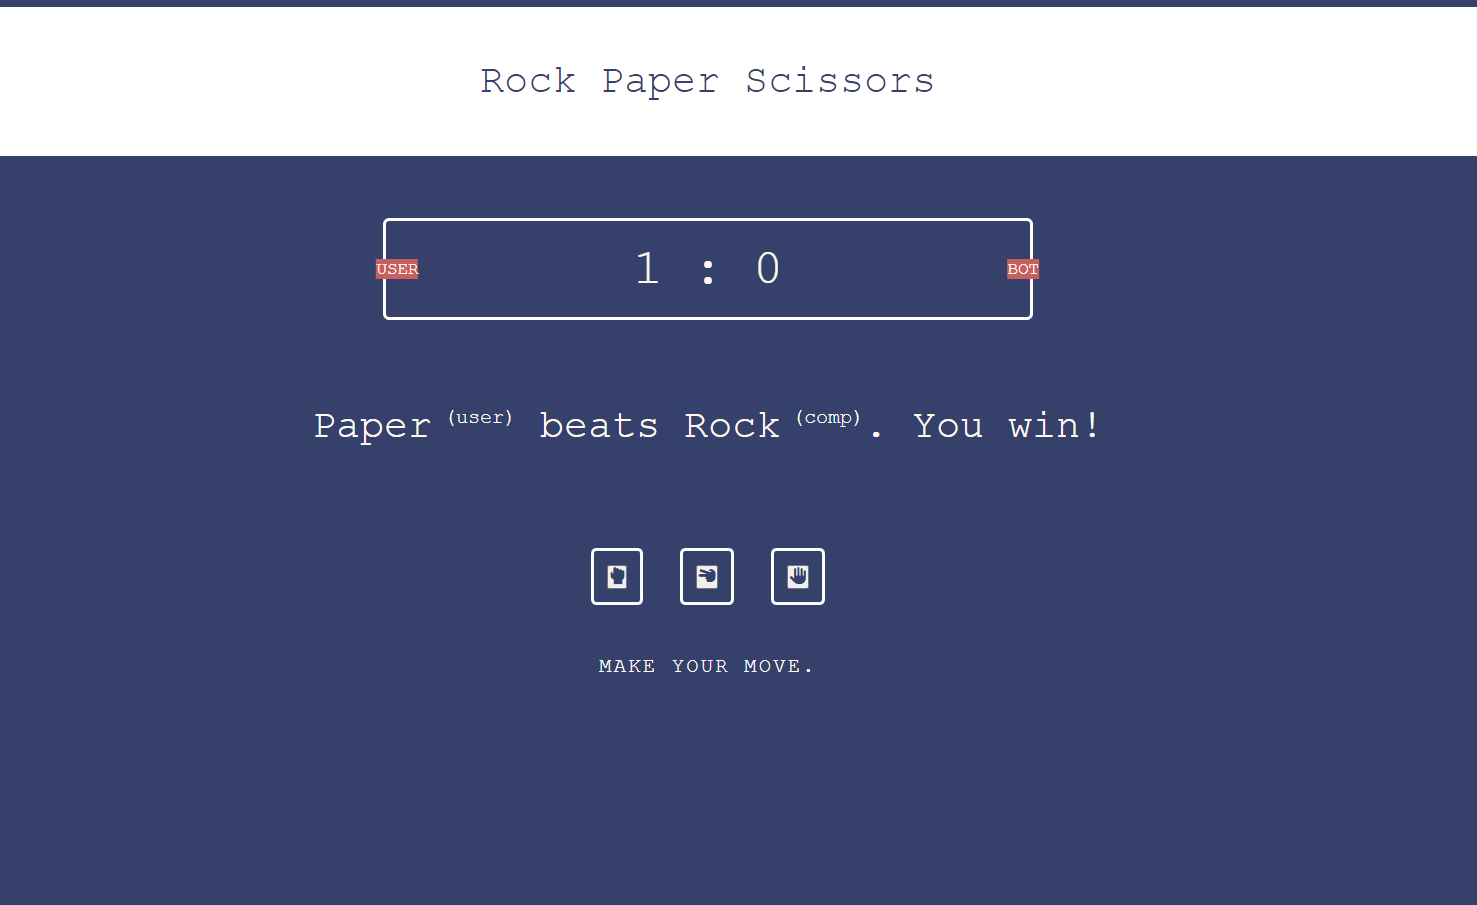 Rock Paper Scissors
USER 1 : 0 BOT
Paper (user) beats Rock (comp). You win!
MAKE YOUR MOVE.